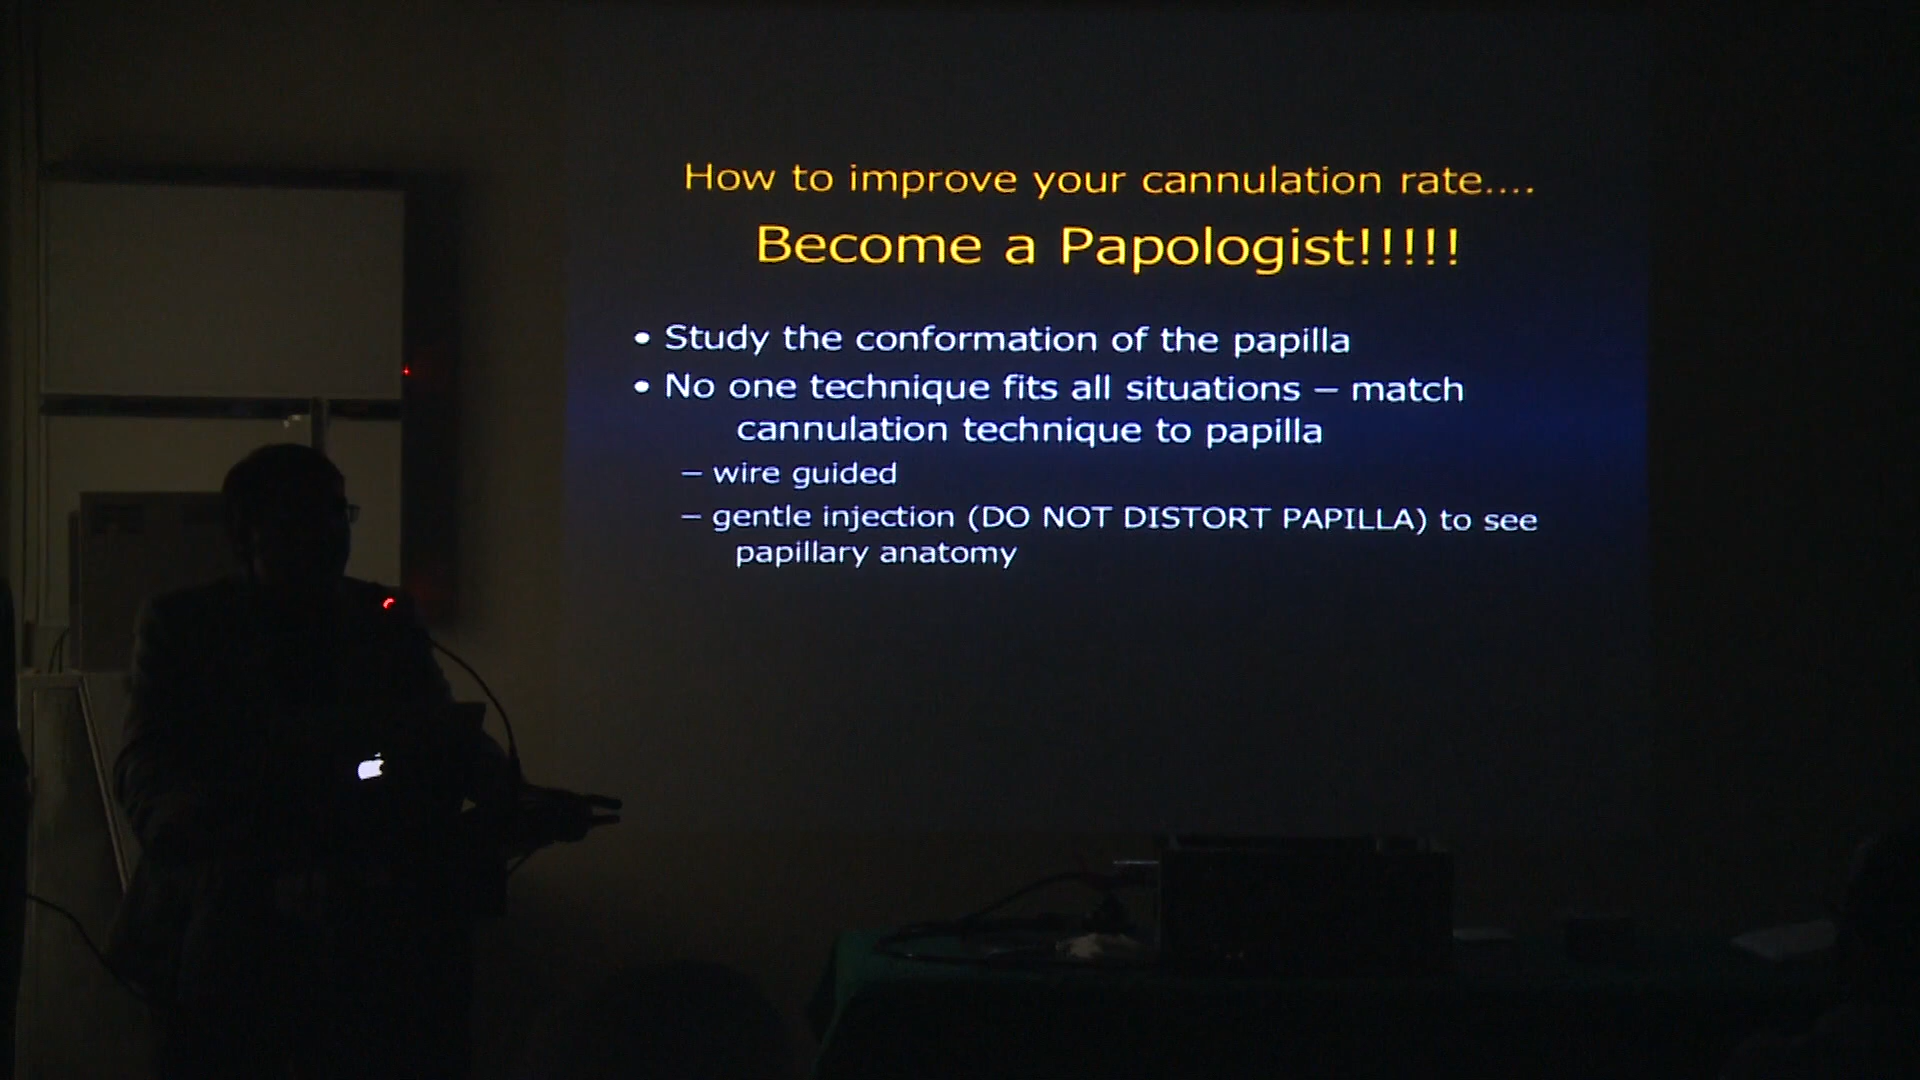 How to improve your cannulation rate....
Become a Papologist!!!!!
• Study the conformation of the papilla
• No one technique fits all situations – match
cannulation technique to papilla
– wire guided
– gentle injection (DO NOT DISTORT PAPILLA) to see
papillary anatomy